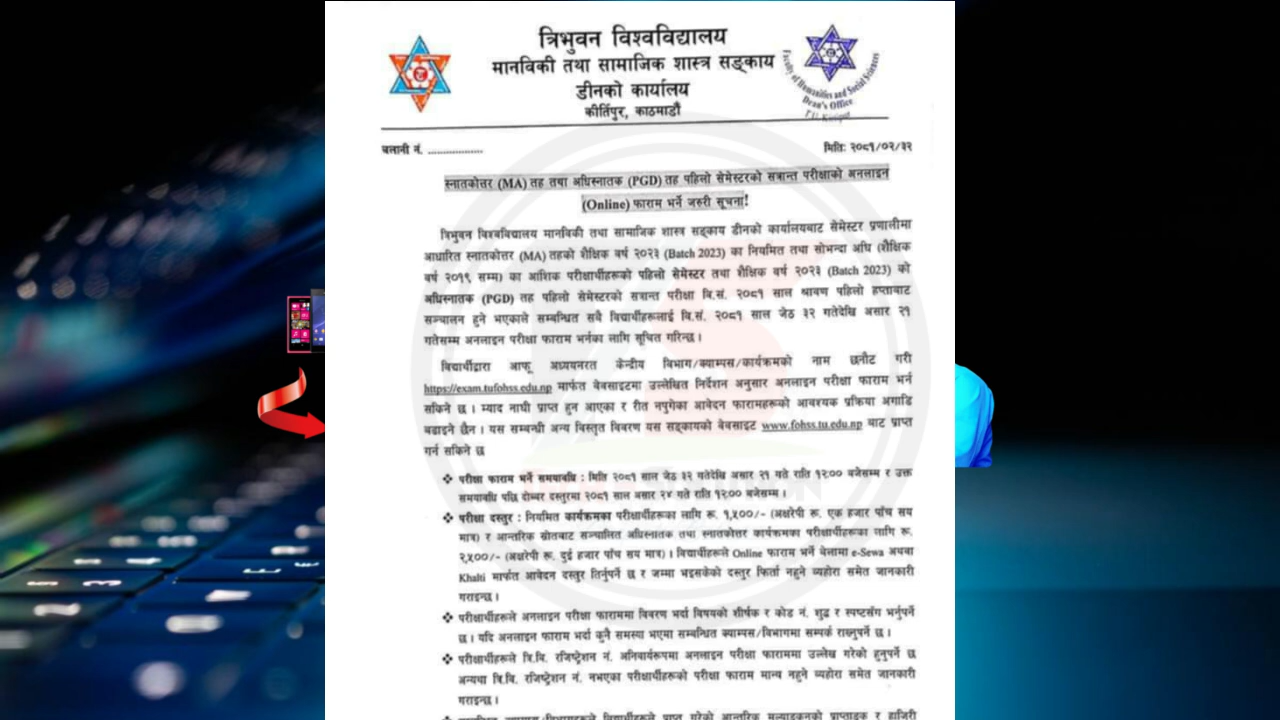 त्रिभुवन विश्वविद्यालय
मानविकी तथा सामाजिक शास्त्र सङ्काय
डीनको कार्यालय
कीर्तिपुर, काठमाडौं
Faculty of Humanities and Social Sciences
Dean's Office
चलानी नं. ...................
मितिः २०८१/०२/३२
स्नातकोत्तर (MA) तह तथा अधिस्नातक (PGD) तह पहिलो सेमेस्टरको सत्रान्त परीक्षाको अनलाइन
(Online) फाराम भर्ने जरुरी सूचना!
त्रिभुवन विश्वविद्यालय मानविकी तथा सामाजिक शास्त्र सङ्काय डीनको कार्यालयबाट सेमेस्टर प्रणालीमा
आधारित स्नातकोत्तर (MA) तहको शैक्षिक वर्ष २०२३ (Batch 2023) का नियमित तथा सोभन्दा अघि (शैक्षिक
वर्ष २०१९ सम्म) का आंशिक परीक्षार्थीहरूको पहिलो सेमेस्टर तथा शैक्षिक वर्ष २०२३ (Batch 2023) को
अधिस्नातक (PGD) तह पहिलो सेमेस्टरको सत्रान्त परीक्षा वि.सं. २०८१ साल श्रावण पहिलो हप्ताबाट
सञ्चालन हुने भएकाले सम्बन्धित सबै विद्यार्थीहरूलाई वि.सं. २०८१ साल जेठ ३२ गतेदेखि असार २१
गतेसम्म अनलाइन परीक्षा फाराम भर्नका लागि सूचित गरिन्छ।
विद्यार्थीद्वारा आफू अध्ययनरत केन्द्रीय विभाग/क्याम्पस/कार्यक्रमको नाम छनौट गरी
https://exam.tufohss.edu.np मार्फत वेबसाइटमा उल्लेखित निर्देशन अनुसार अनलाइन परीक्षा फाराम भर्न
सकिने छ । म्याद नाघी प्राप्त हुन आएका र रीत नपुगेका आवेदन फारामहरूको आवश्यक प्रक्रिया अगाडि
बढाइने छैन । यस सम्बन्धी अन्य विस्तृत विवरण यस सङ्कायको वेबसाइट www.fohss.tu.edu.np बाट प्राप्त
गर्न सकिने छ
❖ परीक्षा फाराम भर्ने समयावधि : मिति २०८१ साल जेठ ३२ गतेदेखि असार २१ गते राति १२:०० बजेसम्म र उक्त
समयावधि पछि दोब्बर दस्तुरमा २०८१ साल असार २४ गते राति १२:०० बजेसम्म ।
❖ परीक्षा दस्तुर : नियमित कार्यक्रमका परीक्षार्थीहरूका लागि रू. १,५००/- (अक्षरेपी रू. एक हजार पाँच सय
मात्र) र आन्तरिक स्रोतबाट सञ्चालित अधिस्नातक तथा स्नातकोत्तर कार्यक्रमका परीक्षार्थीहरूका लागि रू.
२,५००/- (अक्षरेपी रू. दुई हजार पाँच सय मात्र) । विद्यार्थीहरूले Online फाराम भर्ने बेलामा e-Sewa अथवा
Khalti मार्फत आवेदन दस्तुर तिर्नुपर्ने छ र जम्मा भइसकेको दस्तुर फिर्ता नहुने व्यहोरा समेत जानकारी
गराइन्छ ।
❖ परीक्षार्थीहरूले अनलाइन परीक्षा फाराममा विवरण भर्दा विषयको शीर्षक र कोड नं. शुद्ध र स्पष्टसँग भर्नुपर्ने
छ । यदि अनलाइन फाराम भर्दा कुनै समस्या भएमा सम्बन्धित क्याम्पस/विभागमा सम्पर्क राख्नुपर्ने छ ।
❖ परीक्षार्थीहरूले त्रि.वि. रजिष्ट्रेशन नं. अनिवार्यरूपमा अनलाइन परीक्षा फाराममा उल्लेख गरेको हुनुपर्ने छ
अन्यथा त्रि.वि. रजिष्ट्रेशन नं. नभएका परीक्षार्थीहरूको परीक्षा फाराम मान्य नहुने व्यहोरा समेत जानकारी
गराइन्छ ।